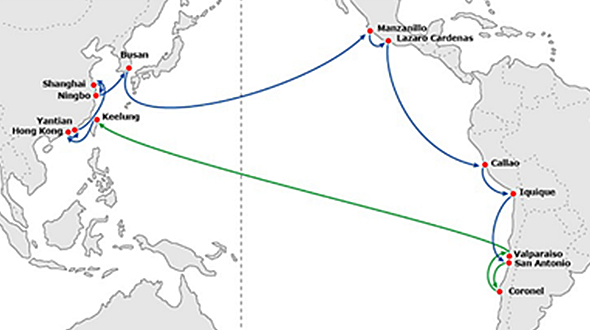 Manzanillo
Lazaro Cardenas
Busan
Shanghai
Ningbo
Yantian
Keelung
Hong Kong
Callao
Iquique
Valparaiso
San Antonio
Coronel